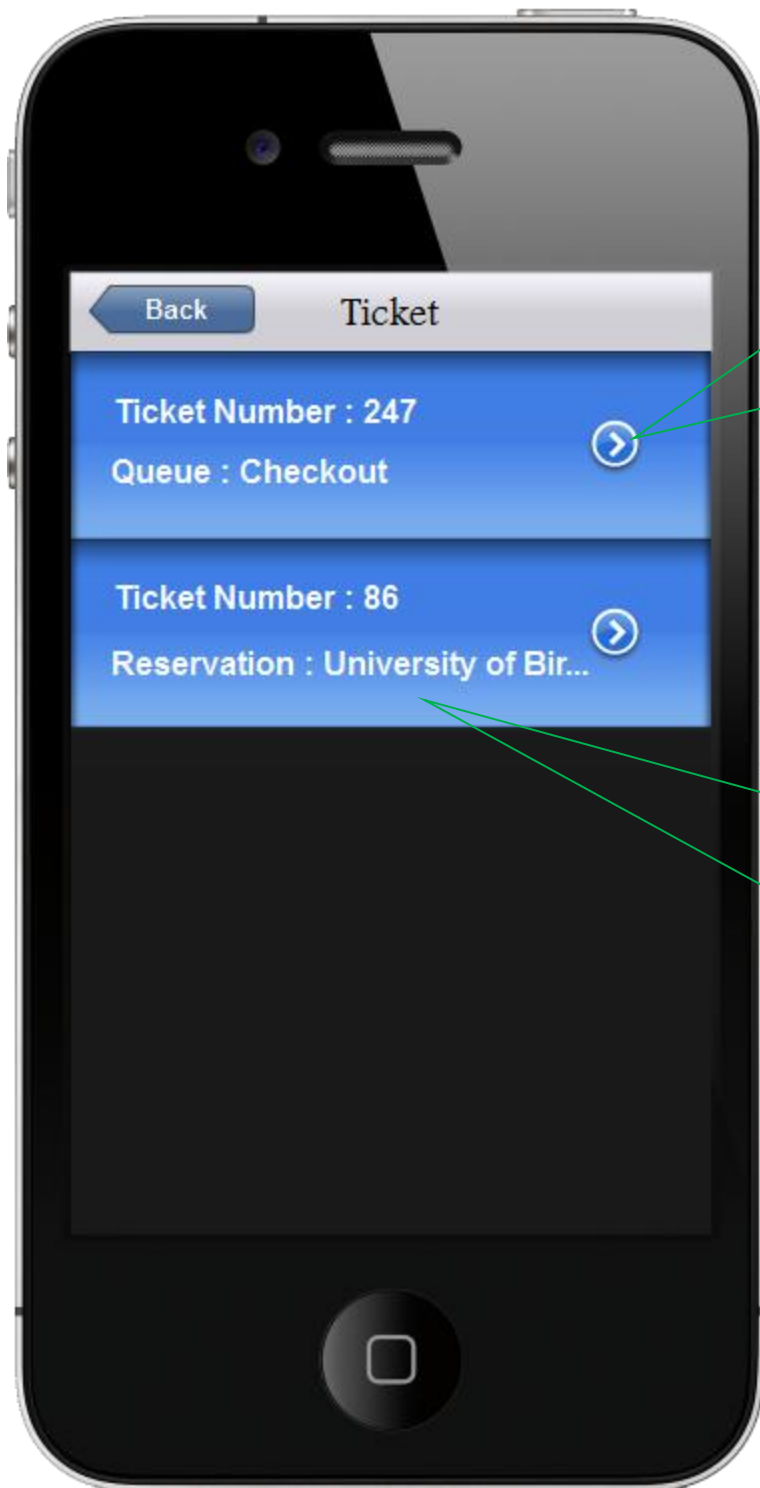 Back
Ticket
Ticket Number : 247
Queue : Checkout
Ticket Number : 86
Reservation : University of Bir...